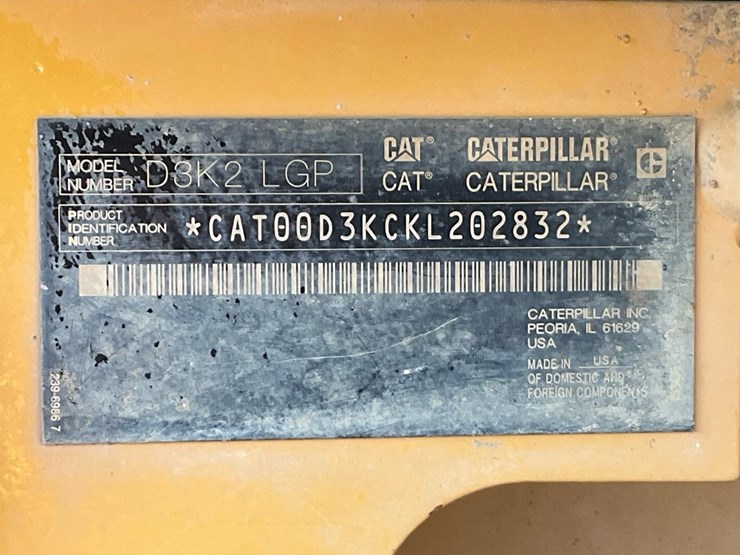 CAT® CATERPILLAR®
MODEL NUMBER D3K2 LGP
CAT® CATERPILLAR®
PRODUCT IDENTIFICATION NUMBER *CAT00D3KCKL202832*
CATERPILLAR INC.
PEORIA, IL 61629
USA
MADE IN USA
OF DOMESTIC AND
FOREIGN COMPONENTS
239-6986 7